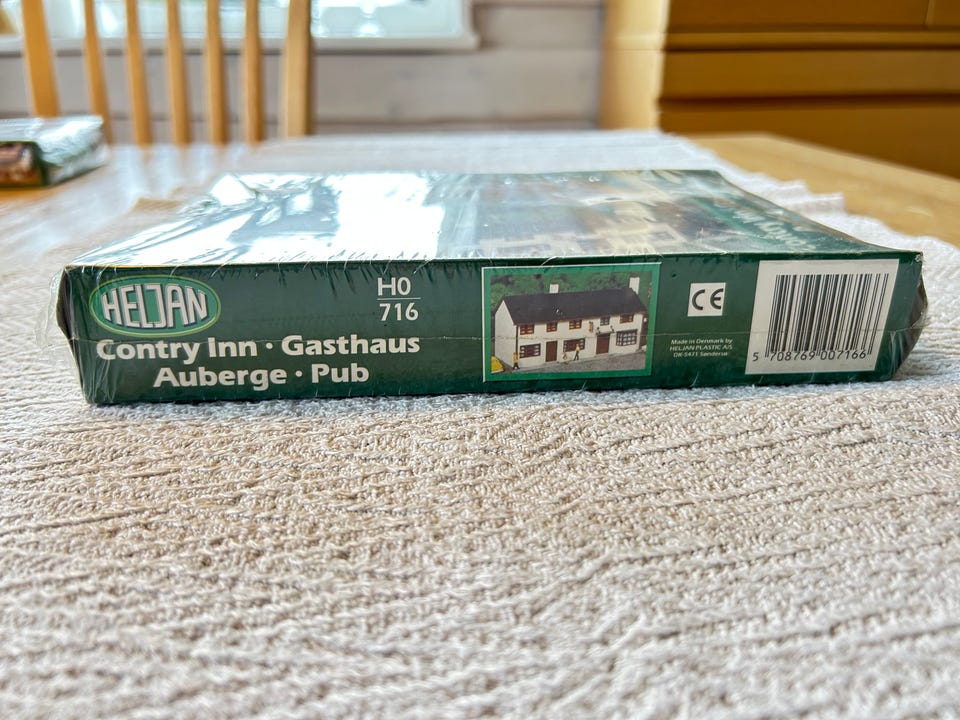 HELJAN
H0
716
Contry Inn · Gasthaus
Auberge · Pub
CE
Made in Denmark by
HELJAN PLASTIC A/S
DK-5471 Søndersø
5 708769 007166